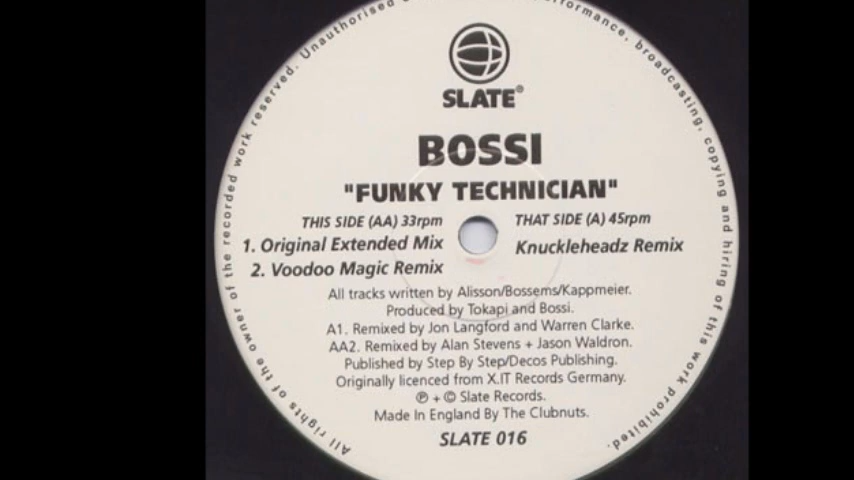 All rights of the owner of the recorded work reserved. Unauthorised performance, broadcasting, copying and hiring of this work prohibited.
SLATE®
BOSSI
"FUNKY TECHNICIAN"
THIS SIDE (AA) 33rpm
1. Original Extended Mix
2. Voodoo Magic Remix
THAT SIDE (A) 45rpm
Knuckleheadz Remix
All tracks written by Alisson/Bossems/Kappmeier.
Produced by Tokapi and Bossi.
A1. Remixed by Jon Langford and Warren Clarke.
AA2. Remixed by Alan Stevens + Jason Waldron.
Published by Step By Step/Decos Publishing.
Originally licenced from X.IT Records Germany.
℗ + © Slate Records.
Made In England By The Clubnuts.
SLATE 016